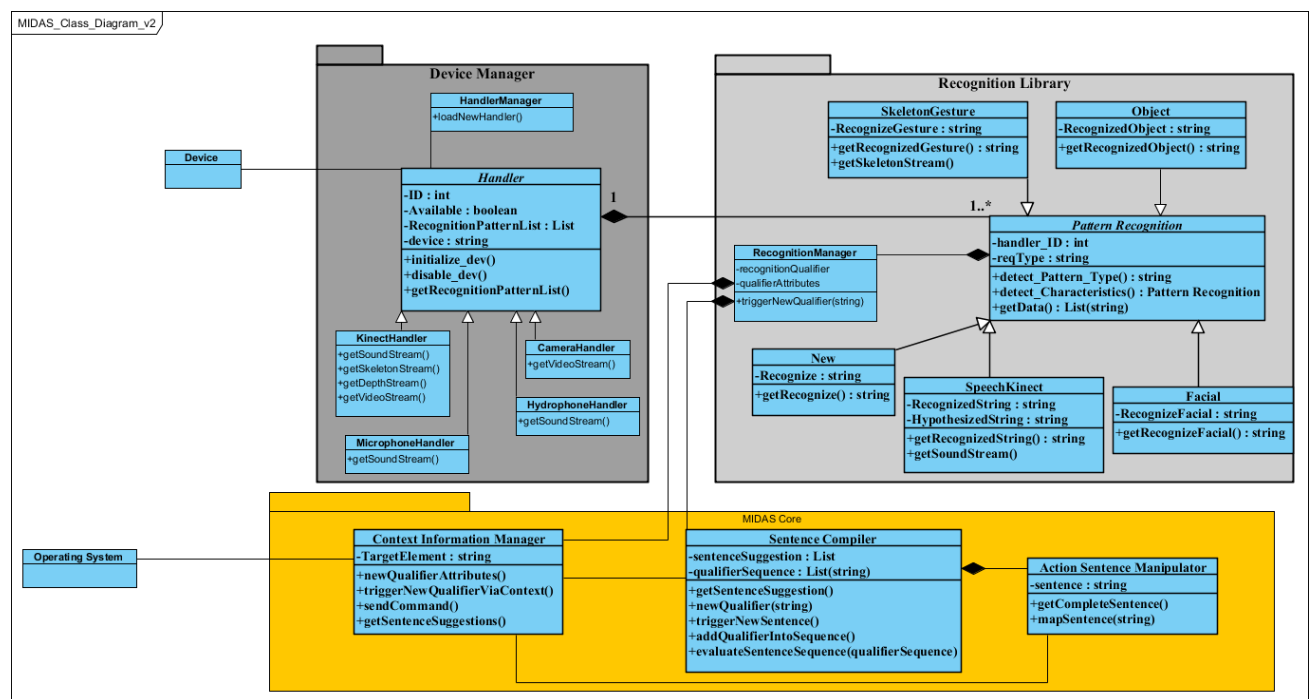 MIDAS_Class_Diagram_v2
Device Manager
HandlerManager
+loadNewHandler()
Device
Handler
-ID : int
-Available : boolean
-RecognitionPatternList : List
-device : string
+initialize_dev()
+disable_dev()
+getRecognitionPatternList()
KinectHandler
+getSoundStream()
+getSkeletonStream()
+getDepthStream()
+getVideoStream()
CameraHandler
+getVideoStream()
HydrophoneHandler
+getSoundStream()
MicrophoneHandler
+getSoundStream()
1
1..*
Recognition Library
SkeletonGesture
-RecognizeGesture : string
+getRecognizedGesture() : string
+getSkeletonStream()
Object
-RecognizedObject : string
+getRecognizedObject() : string
Pattern Recognition
-handler_ID : int
-reqType : string
+detect_Pattern_Type() : string
+detect_Characteristics() : Pattern Recognition
+getData() : List(string)
RecognitionManager
-recognitionQualifier
-qualifierAttributes
+triggerNewQualifier(string)
New
-Recognize : string
+getRecognize() : string
SpeechKinect
-RecognizedString : string
-HypothesizedString : string
+getRecognizedString() : string
+getSoundStream()
Facial
-RecognizeFacial : string
+getRecognizeFacial() : string
MIDAS Core
Operating System
Context Information Manager
-TargetElement : string
+newQualifierAttributes()
+triggerNewQualifierViaContext()
+sendCommand()
+getSentenceSuggestions()
Sentence Compiler
-sentenceSuggestion : List
-qualifierSequence : List(string)
+getSentenceSuggestion()
+newQualifier(string)
+triggerNewSentence()
+addQualifierIntoSequence()
+evaluateSentenceSequence(qualifierSequence)
Action Sentence Manipulator
-sentence : string
+getCompleteSentence()
+mapSentence(string)